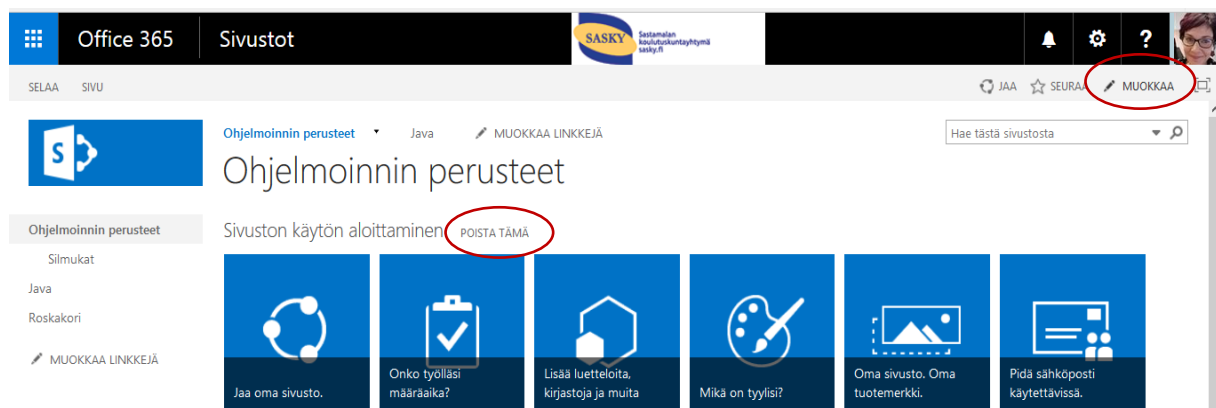 Office 365 Sivustot SASKY Sastamalan
koulutuskuntayhtymä
sasky.fi ?
SELAA SIVU JAA SEURAA MUOKKAA
S Ohjelmoinnin perusteet Java MUOKKAA LINKKEJÄ Hae tästä sivustosta
Ohjelmoinnin perusteet
Ohjelmoinnin perusteet Sivuston käytön aloittaminen POISTA TÄMÄ
Silmukat
Java
Roskakori
MUOKKAA LINKKEJÄ
Jaa oma sivusto.
Onko työlläsi
määräaika?
Lisää luetteloita,
kirjastoja ja muita
Mikä on tyylisi?
Oma sivusto. Oma
tuotemerkki.
Pidä sähköposti
käytettävissä.